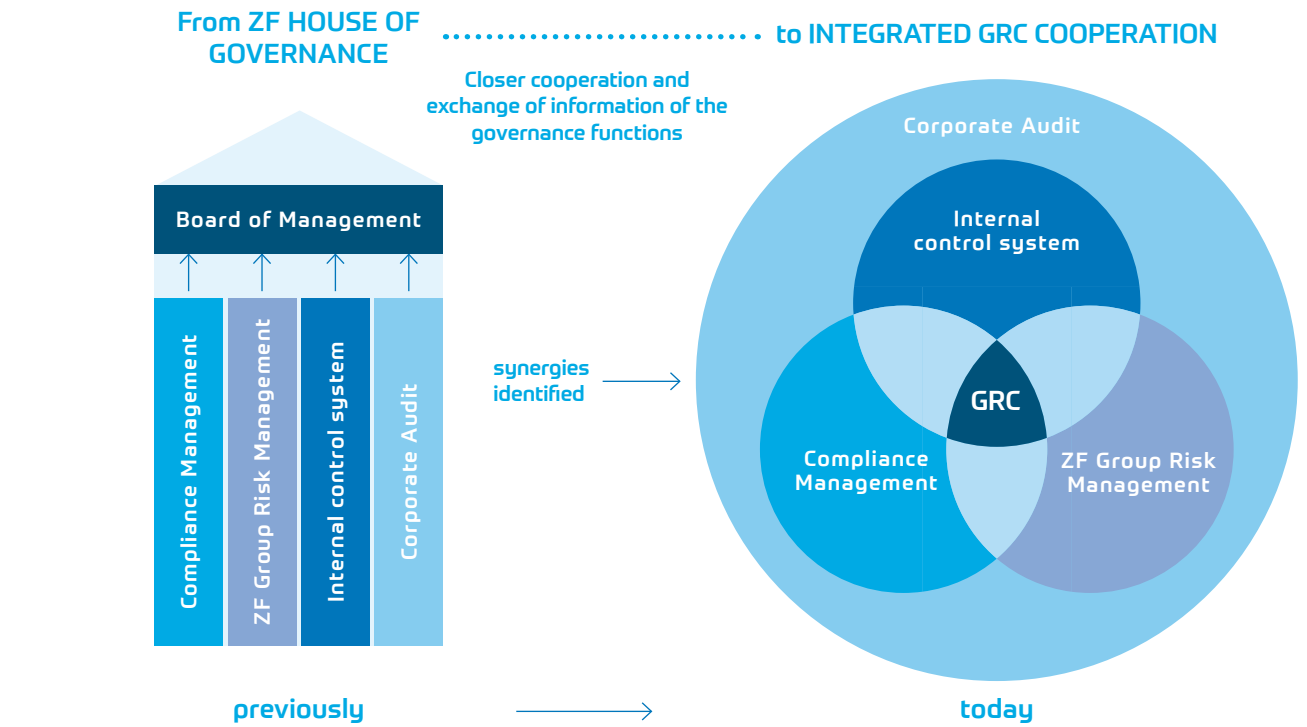 From ZF HOUSE OF
GOVERNANCE
to INTEGRATED GRC COOPERATION
Closer cooperation and
exchange of information of the
governance functions
Board of Management
Compliance Management
ZF Group Risk Management
Internal control system
Corporate Audit
synergies
identified
Corporate Audit
Internal
control system
GRC
Compliance
Management
ZF Group Risk
Management
previously
today